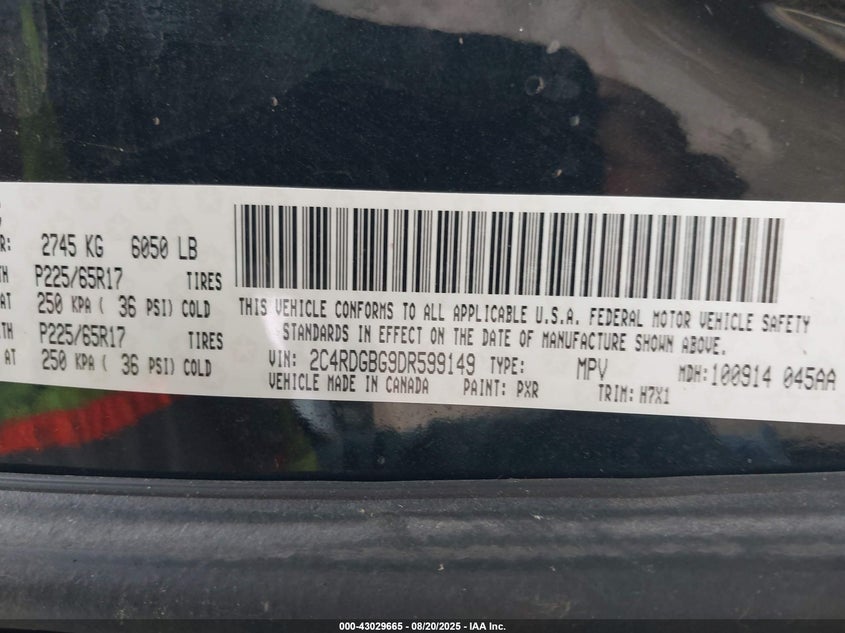 R: 2745 KG 6050 LB
TH P225/65R17 TIRES
AT 250 KPA ( 36 PSI) COLD
TH P225/65R17 TIRES
AT 250 KPA ( 36 PSI) COLD
THIS VEHICLE CONFORMS TO ALL APPLICABLE U.S.A. FEDERAL MOTOR VEHICLE SAFETY
STANDARDS IN EFFECT ON THE DATE OF MANUFACTURE SHOWN ABOVE.
VIN: 2C4RDGBG9DR599149 TYPE: MPV MDH:100914 045AA
VEHICLE MADE IN CANADA PAINT: PXR TRIM: H7X1
000-43029665 - 08/20/2025 - IAA Inc.